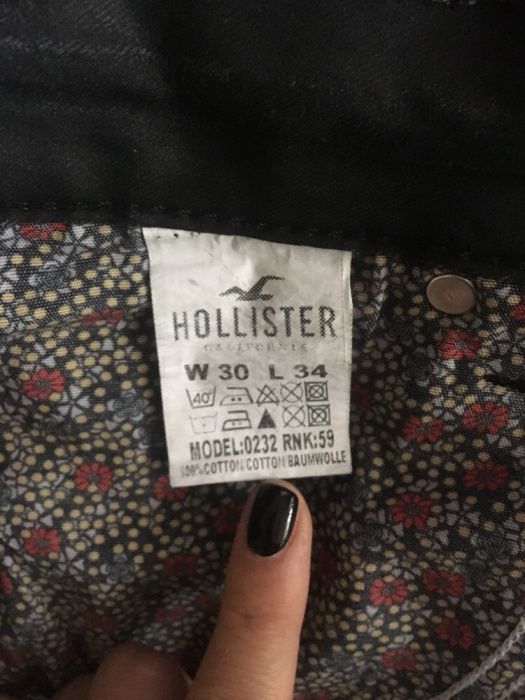 HOLLISTER
CALIFORNIA
W 30 L 34
40°
MODEL:0232 RNK:59
100%COTTON COTTON BAUMWOLLE